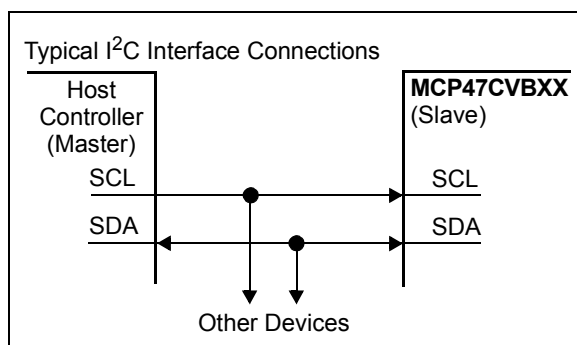 Typical I²C Interface Connections
Host
Controller
(Master)
MCP47CVBXX
(Slave)
SCL
SCL
SDA
SDA
Other Devices